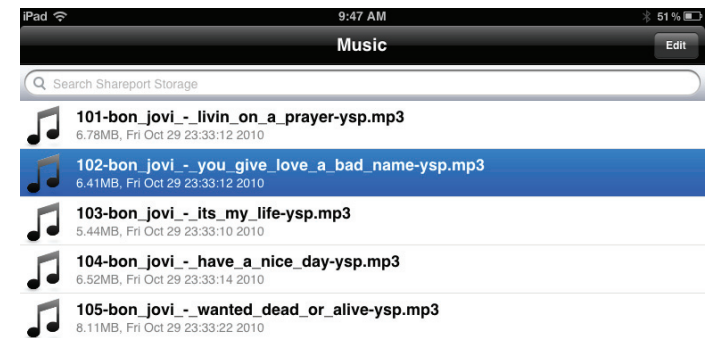 iPad 9:47 AM 51 %
Music Edit
Search Shareport Storage
101-bon_jovi_-_livin_on_a_prayer-ysp.mp3
6.78MB, Fri Oct 29 23:33:12 2010
102-bon_jovi_-_you_give_love_a_bad_name-ysp.mp3
6.41MB, Fri Oct 29 23:33:12 2010
103-bon_jovi_-_its_my_life-ysp.mp3
5.44MB, Fri Oct 29 23:33:10 2010
104-bon_jovi_-_have_a_nice_day-ysp.mp3
6.52MB, Fri Oct 29 23:33:14 2010
105-bon_jovi_-_wanted_dead_or_alive-ysp.mp3
8.11MB, Fri Oct 29 23:33:22 2010